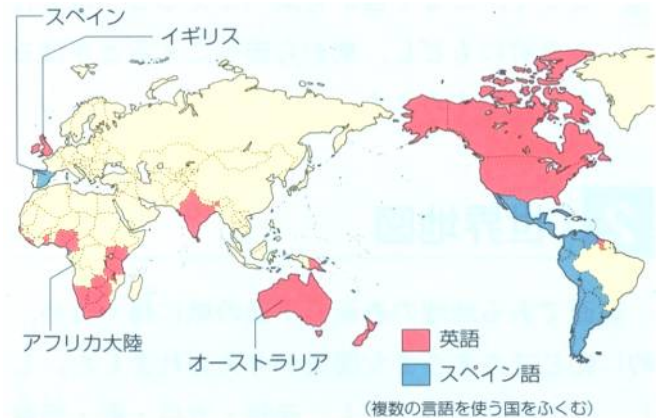 スペイン
イギリス
アフリカ大陸
オーストラリア
英語
スペイン語
（複数の言語を使う国をふくむ）